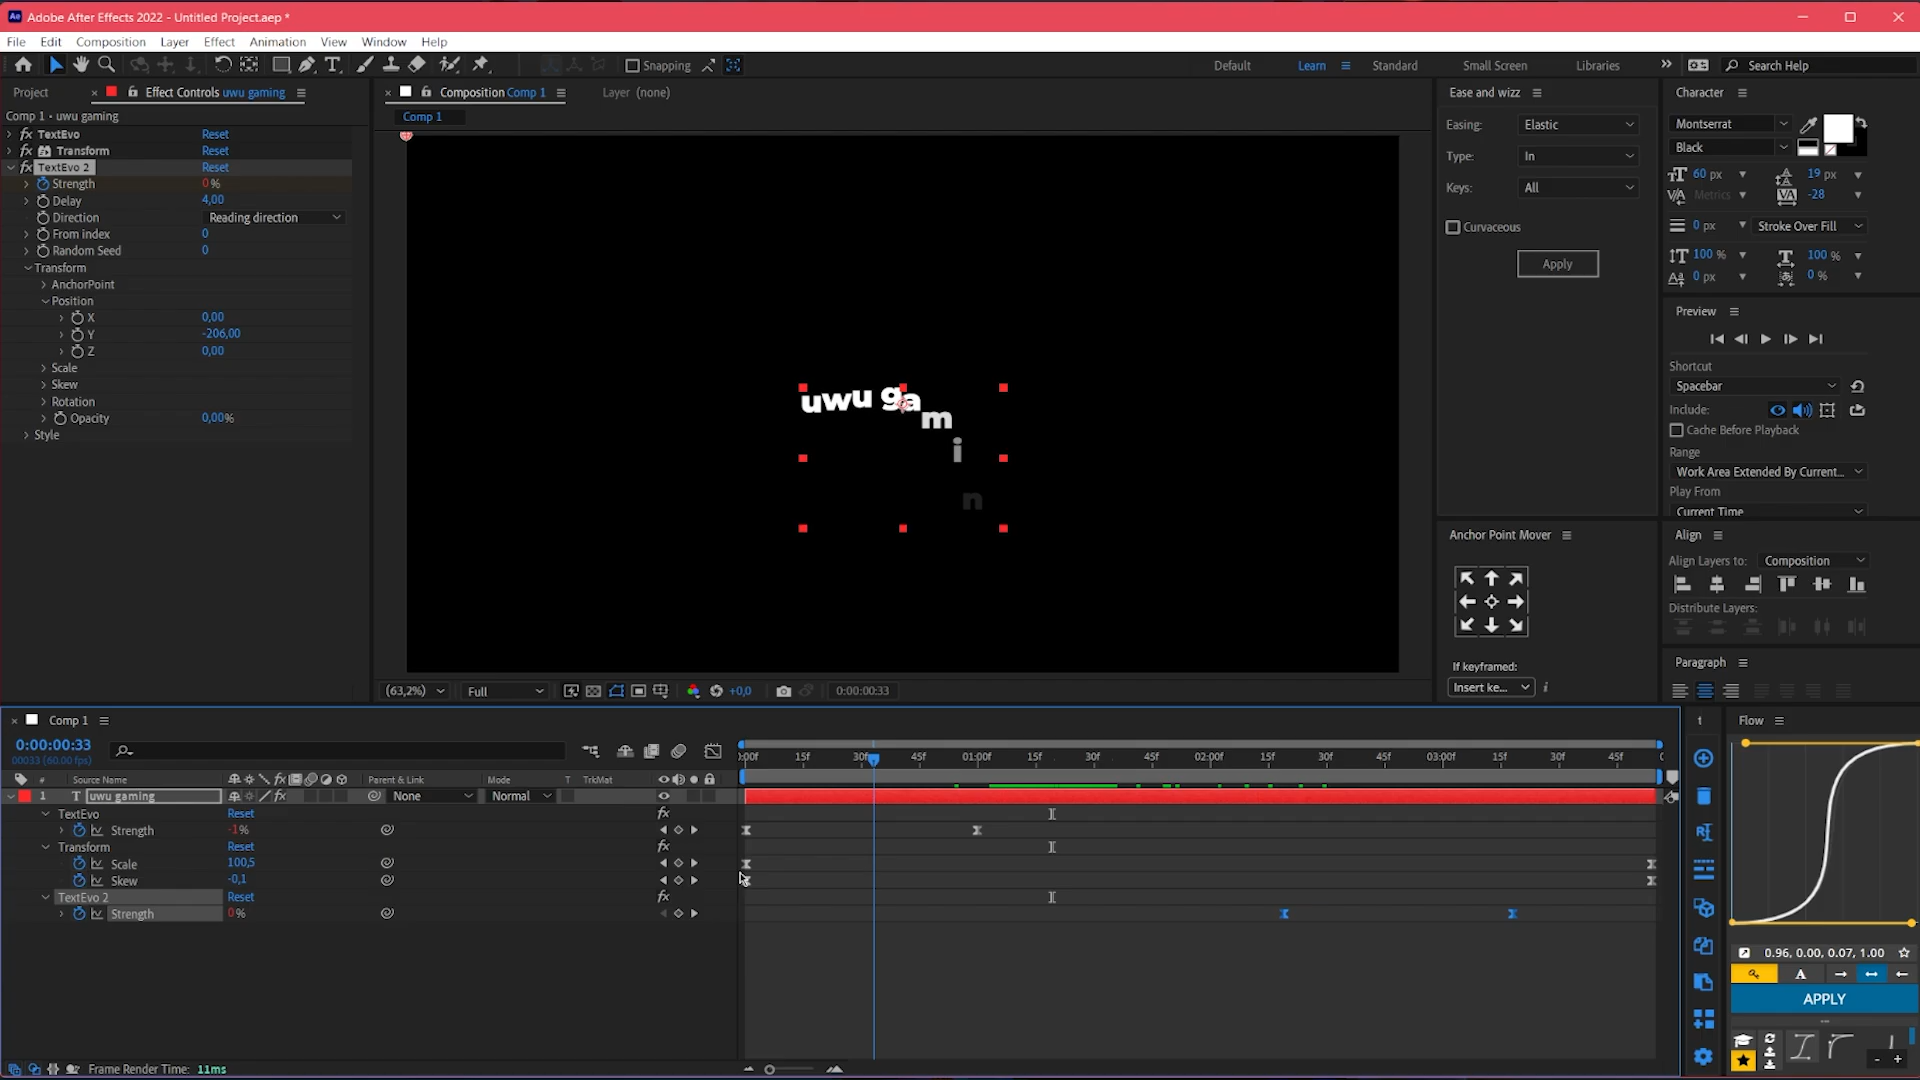 Adobe After Effects 2022 - Untitled Project.aep *
File Edit Composition Layer Effect Animation View Window Help
Snapping
Default Learn Standard Small Screen Libraries Search Help
Project Effect Controls uwu gaming
Composition Comp 1 Layer (none)
Comp 1 • uwu gaming
Comp 1
TextEvo Reset
Transform Reset
TextEvo 2 Reset
Strength 0%
Delay 4,00
Direction Reading direction
From index 0
Random Seed 0
Transform
AnchorPoint
Position
X 0,00
Y -206,00
Z 0,00
Scale
Skew
Rotation
Opacity 0,00%
Style
uwu gamin
(63,2%) Full +0,0 0:00:00:33
Ease and wizz
Easing: Elastic
Type: In
Keys: All
Curvaceous
Apply
Anchor Point Mover
If keyframed:
Insert ke...
Character
Montserrat
Black
60 px 19 px
Metrics -28
0 px Stroke Over Fill
100 % 100 %
0 px 0 %
Preview
Shortcut
Spacebar
Include:
Cache Before Playback
Range
Work Area Extended By Current...
Play From
Current Time
Align
Align Layers to: Composition
Distribute Layers:
Paragraph
Comp 1
0:00:00:33
00033 (60.00 fps)
:00f 15f 30f 45f 01:00f 15f 30f 45f 02:00f 15f 30f 45f 03:00f 15f 30f 45f
# Source Name Parent & Link Mode T TrkMat
1 T uwu gaming None Normal
TextEvo Reset
Strength -1%
Transform Reset
Scale 100,5
Skew -0,1
TextEvo 2 Reset
Strength 0%
Frame Render Time: 11ms
Flow
0.96, 0.00, 0.07, 1.00
APPLY